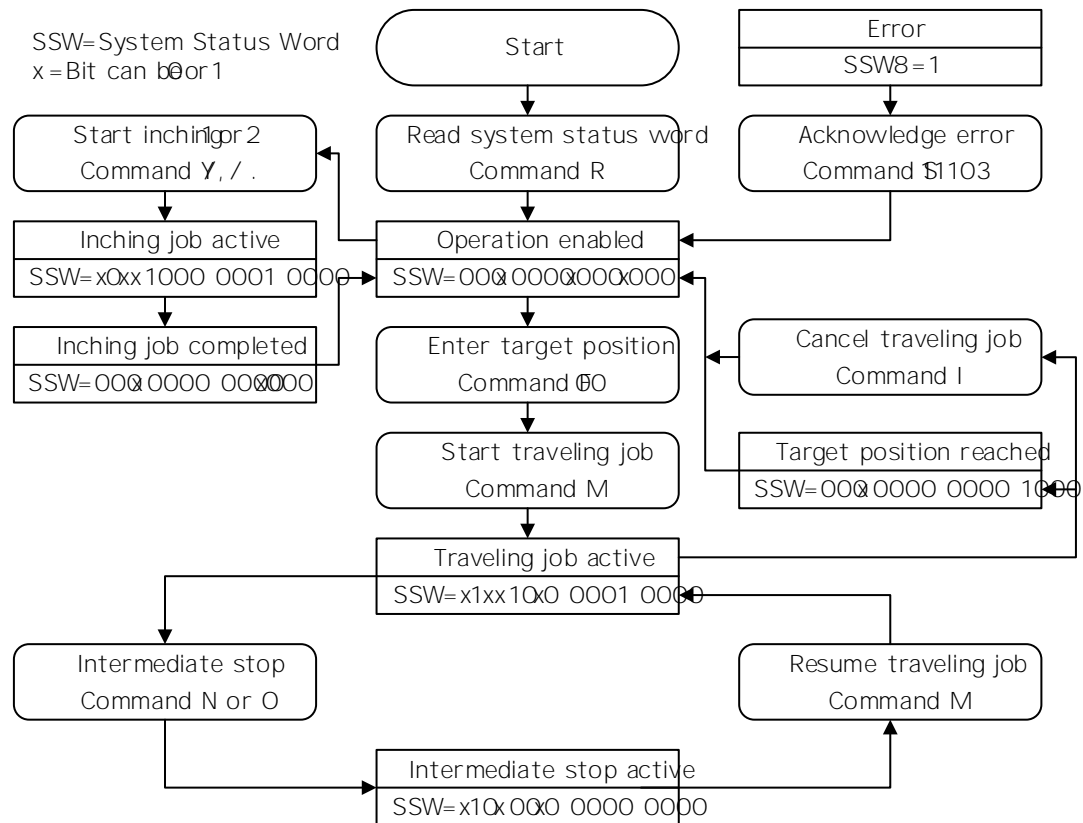 SSW=System Status Word
x =Bit can be 0 or 1
Start
Error
SSW8=1
Start inching 1 or 2
Command
Read system status word
Command R
Acknowledge error
Command S11103
Inching job active
SSW=x0xx 1000 0001 0000
Operation enabled
SSW=000x 0000 x000 x000
Inching job completed
SSW=000x 0000 0000 x000
Enter target position
Command
Cancel traveling job
Command I
Start traveling job
Command M
Target position reached
SSW=000x 0000 0000 1000
Traveling job active
SSW=x1xx 10x0 0001 0000
Intermediate stop
Command N or O
Resume traveling job
Command M
Intermediate stop active
SSW=x10x 00x0 0000 0000